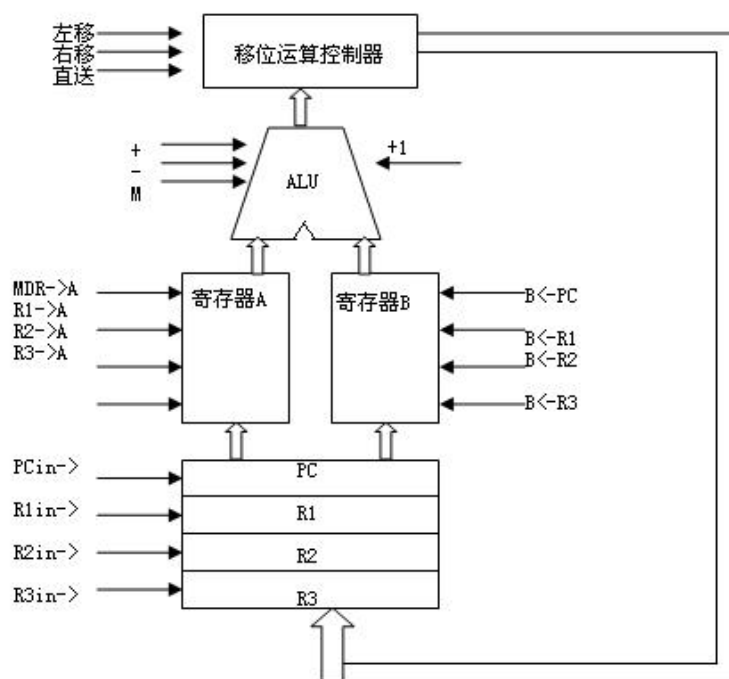 左移
右移
直送
移位运算控制器
+
-
M
ALU
+1
MDR->A
R1->A
R2->A
R3->A
寄存器A
寄存器B
B<-PC
B<-R1
B<-R2
B<-R3
PCin->
R1in->
R2in->
R3in->
PC
R1
R2
R3